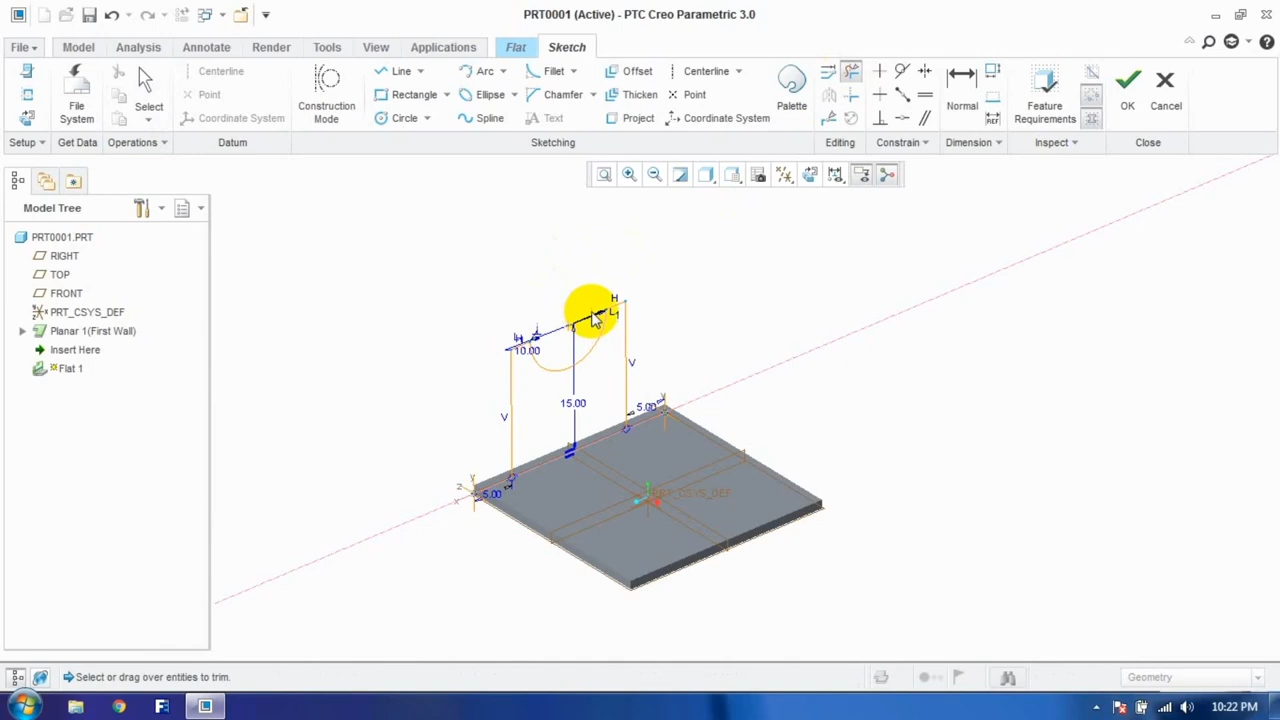 PRT0001 (Active) - PTC Creo Parametric 3.0
File Model Analysis Annotate Render Tools View Applications Flat Sketch
File System
Select
Centerline
Point
Coordinate System
Construction Mode
Line Arc Fillet Offset Centerline
Rectangle Ellipse Chamfer Thicken Point
Circle Spline Text Project Coordinate System
Palette
Normal
REF
Feature Requirements
OK
Cancel
Setup Get Data Operations Datum Sketching Editing Constrain Dimension Inspect Close
Model Tree
PRT0001.PRT
RIGHT
TOP
FRONT
PRT_CSYS_DEF
Planar 1(First Wall)
Insert Here
Flat 1
H
L1
10.00
V
15.00
V
5.00
Y
Y
2
X
5.00
PRT_CSYS_DEF
Select or drag over entities to trim.
Geometry
10:22 PM